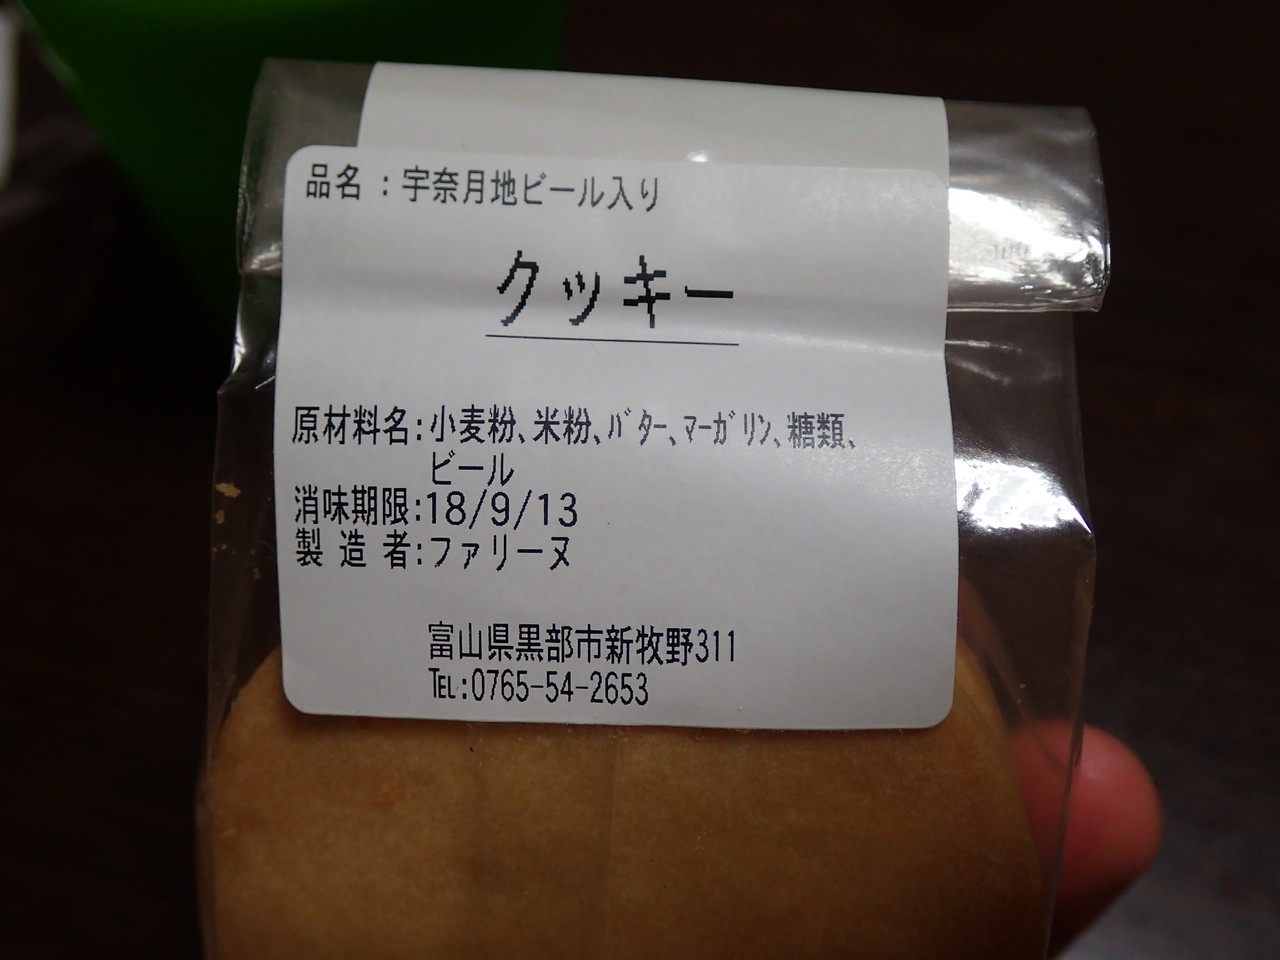 品名：宇奈月地ビール入り
クッキー
原材料名:小麦粉、米粉、ﾊﾞﾀｰ、ﾏｰｶﾞﾘﾝ、糖類、
ビール
消味期限:18/9/13
製造者:ファリーヌ
富山県黒部市新牧野311
℡:0765-54-2653